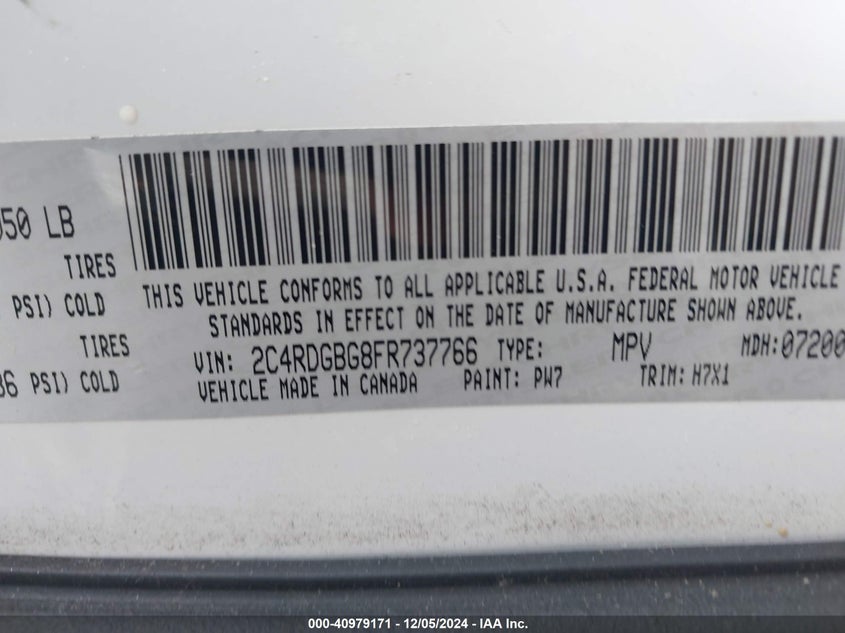 050 LB
TIRES
PSI) COLD
TIRES
36 PSI) COLD
THIS VEHICLE CONFORMS TO ALL APPLICABLE U.S.A. FEDERAL MOTOR VEHICLE
STANDARDS IN EFFECT ON THE DATE OF MANUFACTURE SHOWN ABOVE.
VIN: 2C4RDGBG8FR737766 TYPE: MPV MDH:07200
VEHICLE MADE IN CANADA PAINT: PW7 TRIM: H7X1
000-40979171 - 12/05/2024 - IAA Inc.